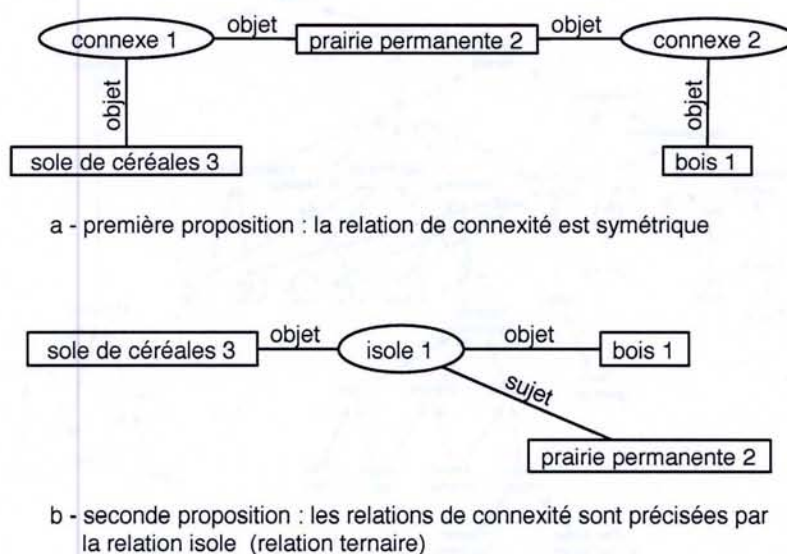 connexe 1 objet prairie permanente 2 objet connexe 2
objet objet
sole de céréales 3 bois 1
a - première proposition : la relation de connexité est symétrique
sole de céréales 3 objet isole 1 objet bois 1
sujet
prairie permanente 2
b - seconde proposition : les relations de connexité sont précisées par
la relation isole (relation ternaire)